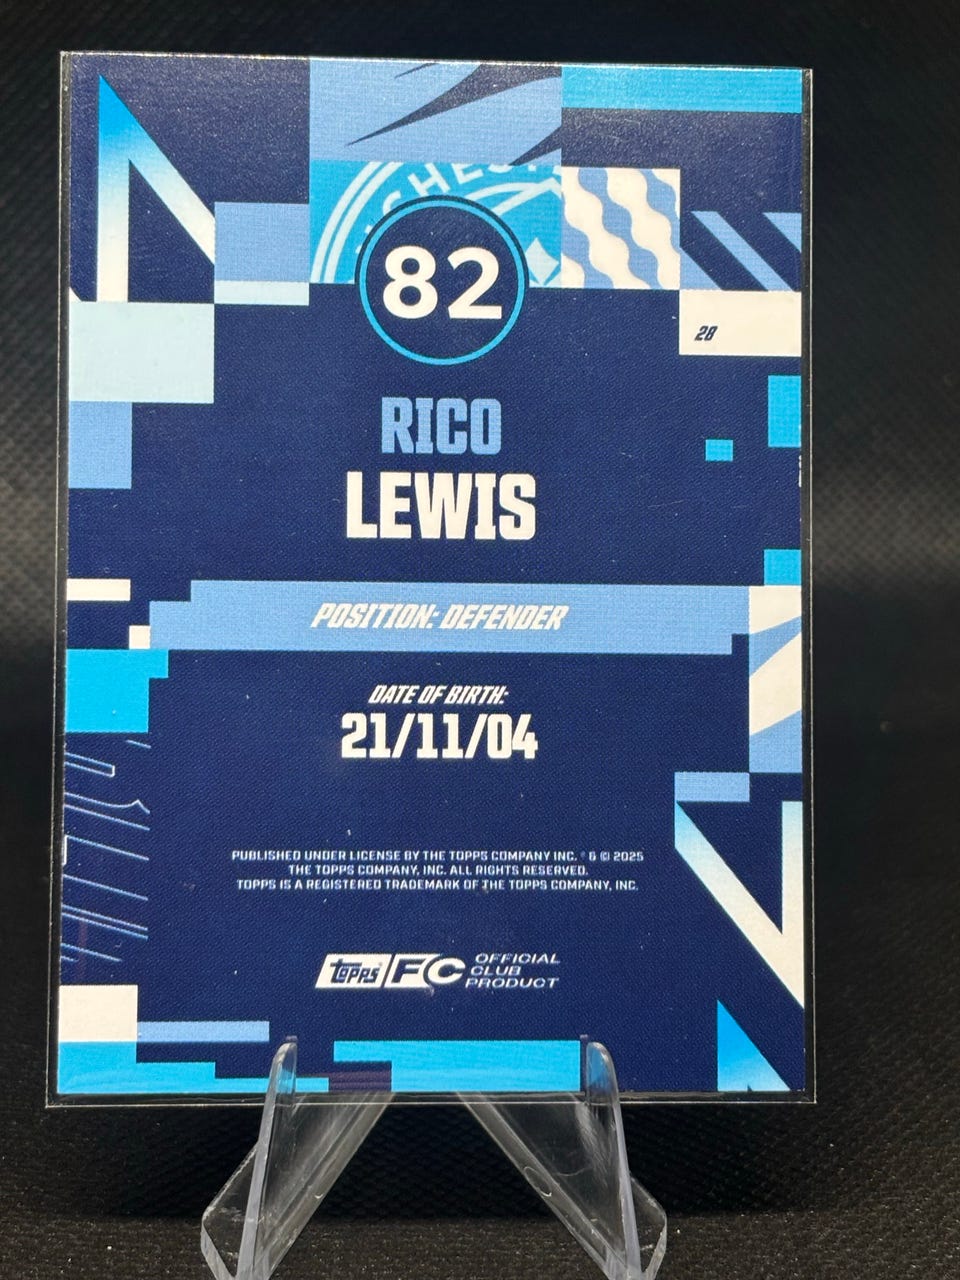 CHES
82
28
RICO
LEWIS
POSITION: DEFENDER
DATE OF BIRTH:
21/11/04
PUBLISHED UNDER LICENSE BY THE TOPPS COMPANY INC. ® & © 2025
THE TOPPS COMPANY, INC. ALL RIGHTS RESERVED.
TOPPS IS A REGISTERED TRADEMARK OF THE TOPPS COMPANY, INC.
Topps FC OFFICIAL
CLUB
PRODUCT